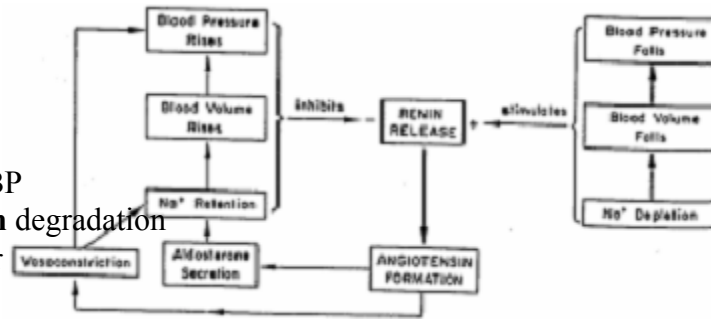 Blood Pressure
Rises
Blood Volume
Rises
Na+ Retention
Vasoconstriction
Aldosterone
Secretion
inhibits
-
RENIN
RELEASE
+
ANGIOTENSIN
FORMATION
stimulates
Blood Pressure
Falls
Blood Volume
Falls
Na+ Depletion
BP
degradation